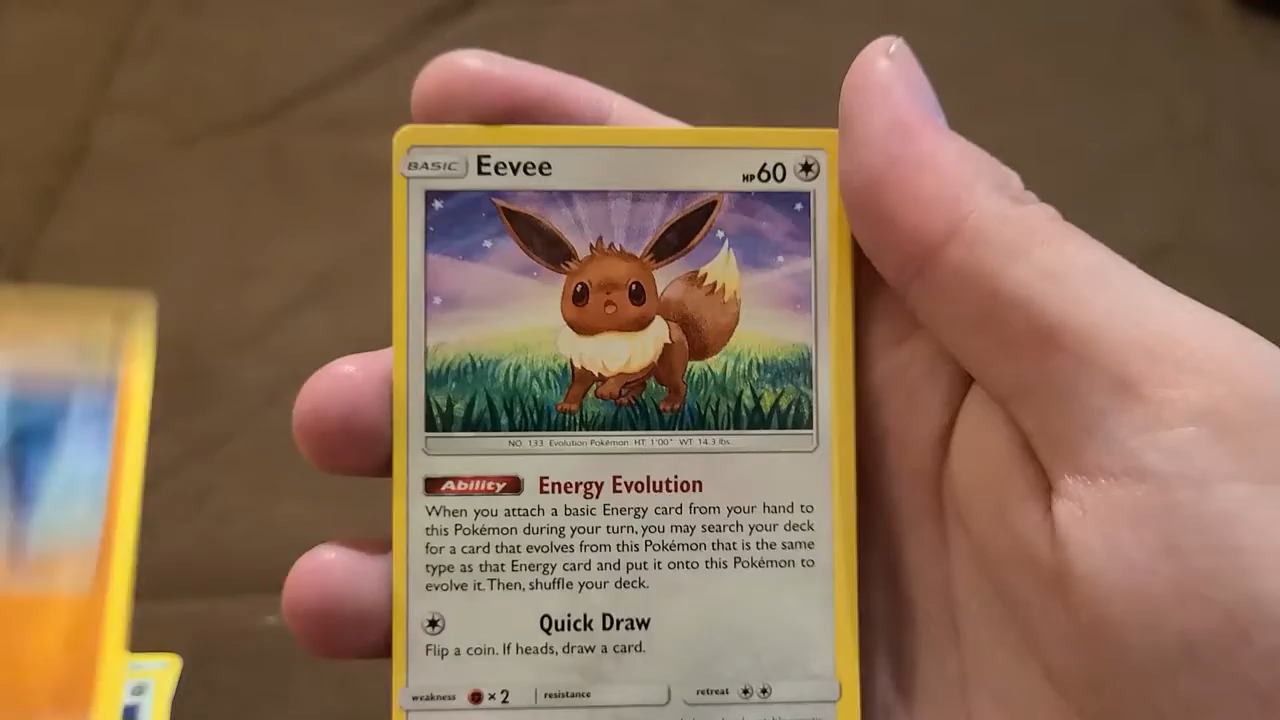 BASIC Eevee HP60
NO. 133 Evolution Pokémon HT: 1'00" WT: 14.3 lbs.
Ability Energy Evolution
When you attach a basic Energy card from your hand to
this Pokémon during your turn, you may search your deck
for a card that evolves from this Pokémon that is the same
type as that Energy card and put it onto this Pokémon to
evolve it. Then, shuffle your deck.
Quick Draw
Flip a coin. If heads, draw a card.
weakness ×2 resistance retreat